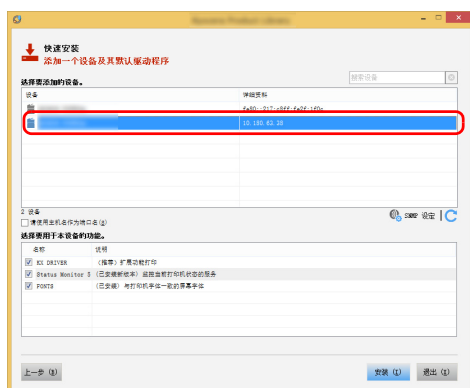 快速安装
添加一个设备及其默认驱动程序
选择要添加的设备。
搜索设备
设备 详细资料
10.180.62.38
2 设备
请使用主机名作为端口名(A)
SNMP 设定
选择要用于本设备的功能。
名称 说明
KX DRIVER (推荐) 扩展功能打印
Status Monitor 5 (已安装新版本) 监控当前打印机状态的服务
FONTS (已安装) 与打印机字体一致的屏幕字体
上一步(B)
安装(I)
退出(X)